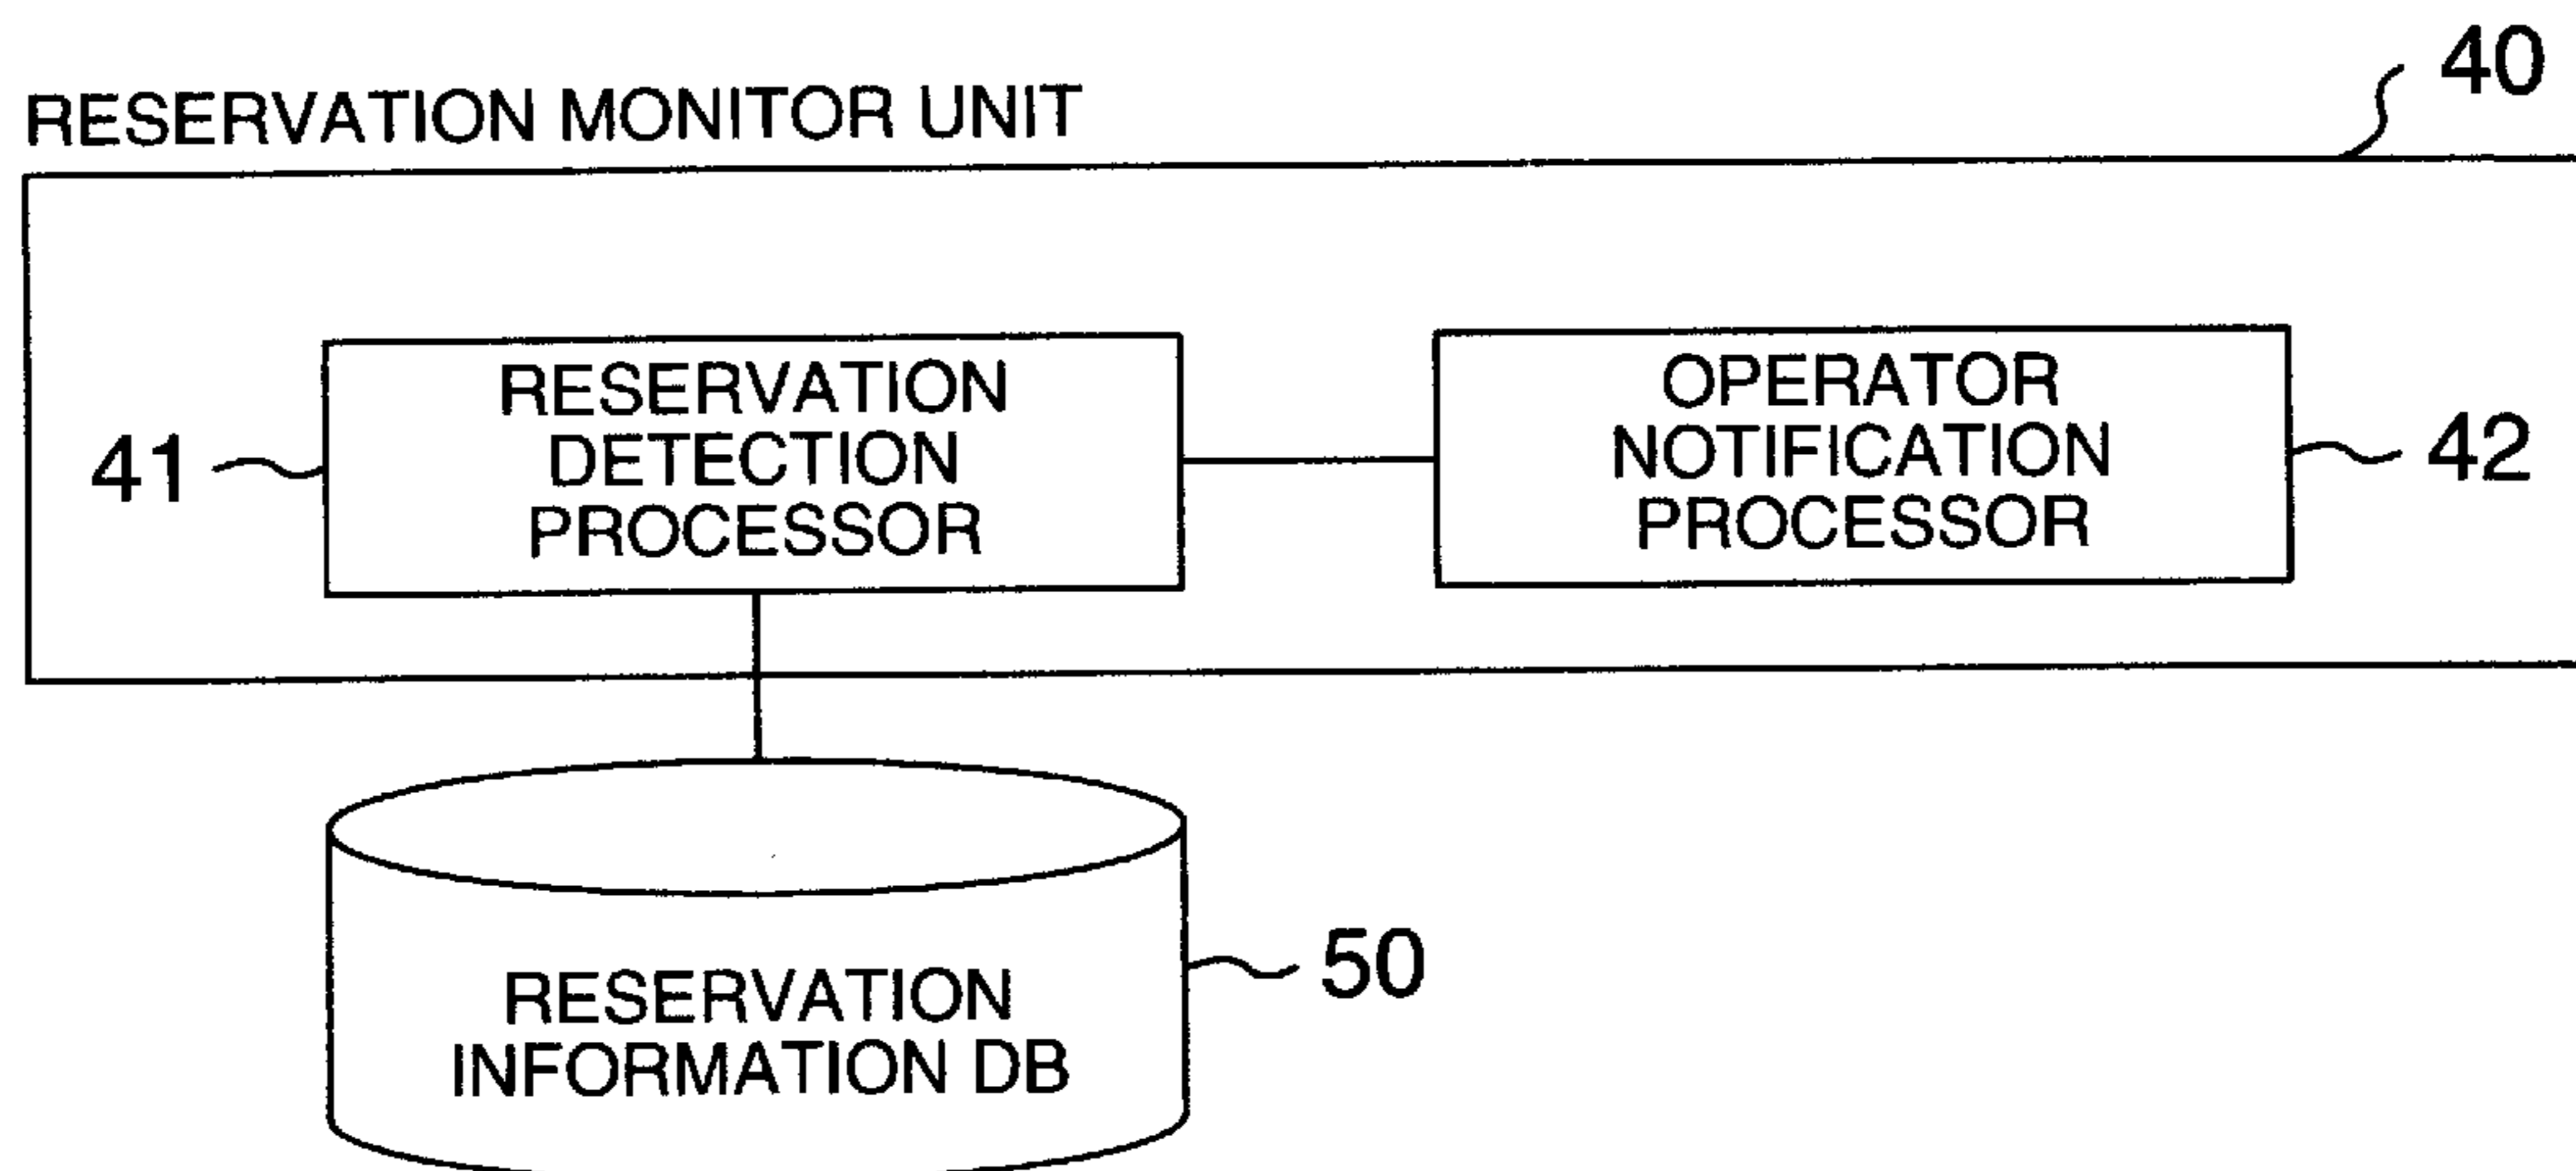 40
RESERVATION MONITOR UNIT
RESERVATION
DETECTION
PROCESSOR
41
OPERATOR
NOTIFICATION
PROCESSOR
42
RESERVATION
INFORMATION DB
50